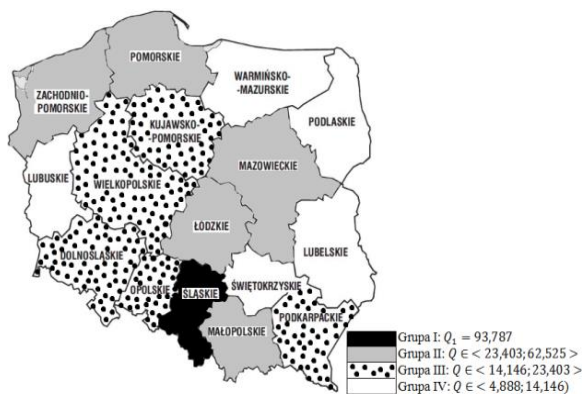 POMORSKIE
WARMIŃSKO-
MAZURSKIE
ZACHODNIO-
POMORSKIE
PODLASKIE
KUJAWSKO-
POMORSKIE
MAZOWIECKIE
LUBUSKIE
WIELKOPOLSKIE
ŁÓDZKIE
LUBELSKIE
DOLNOŚLĄSKIE
OPOLSKIE
ŚLĄSKIE
ŚWIĘTOKRZYSKIE
PODKARPACKIE
MAŁOPOLSKIE
Grupa I: Q₁ = 93,787
Grupa II: Q ∈ < 23,403; 62,525 >
Grupa III: Q ∈ < 14,146; 23,403 >
Grupa IV: Q ∈ < 4,888; 14,146)